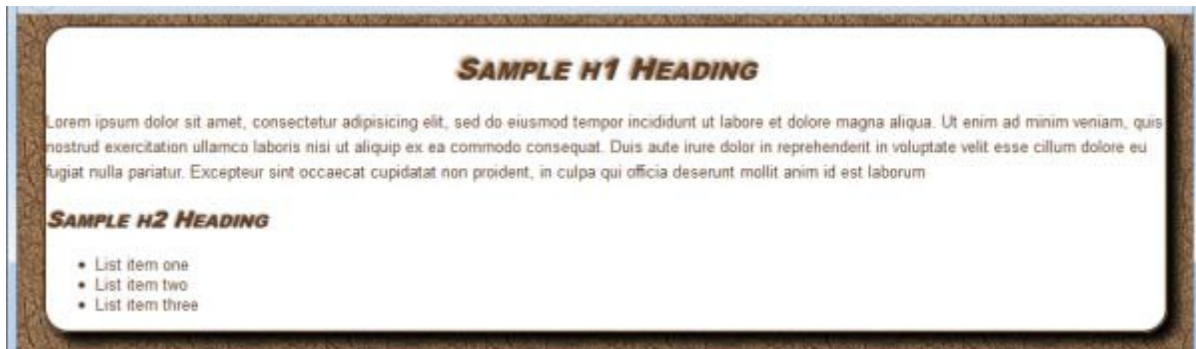 Sample h1 Heading
Lorem ipsum dolor sit amet, consectetur adipisicing elit, sed do eiusmod tempor incididunt ut labore et dolore magna aliqua. Ut enim ad minim veniam, quis
nostrud exercitation ullamco laboris nisi ut aliquip ex ea commodo consequat. Duis aute irure dolor in reprehenderit in voluptate velit esse cillum dolore eu
fugiat nulla pariatur. Excepteur sint occaecat cupidatat non proident, in culpa qui officia deserunt mollit anim id est laborum
Sample h2 Heading
• List item one
• List item two
• List item three